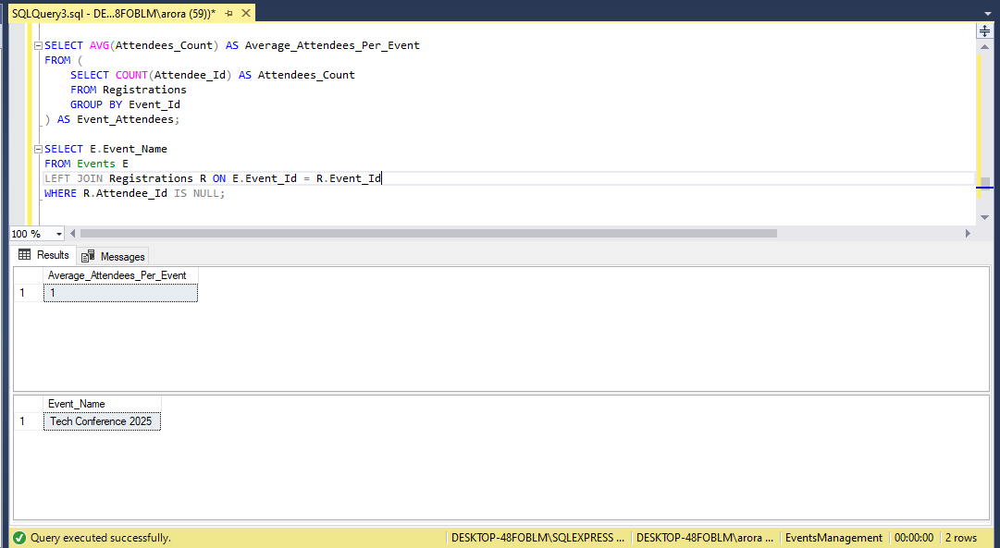 SQLQuery3.sql - DE...8FOBLM\arora (59))*
SELECT AVG(Attendees_Count) AS Average_Attendees_Per_Event
FROM (
SELECT COUNT(Attendee_Id) AS Attendees_Count
FROM Registrations
GROUP BY Event_Id
) AS Event_Attendees;
SELECT E.Event_Name
FROM Events E
LEFT JOIN Registrations R ON E.Event_Id = R.Event_Id
WHERE R.Attendee_Id IS NULL;
100 %
Results Messages
Average_Attendees_Per_Event
1 1
Event_Name
1 Tech Conference 2025
Query executed successfully. DESKTOP-48FOBLM\SQLEXPRESS ... DESKTOP-48FOBLM\arora ... EventsManagement 00:00:00 2 rows